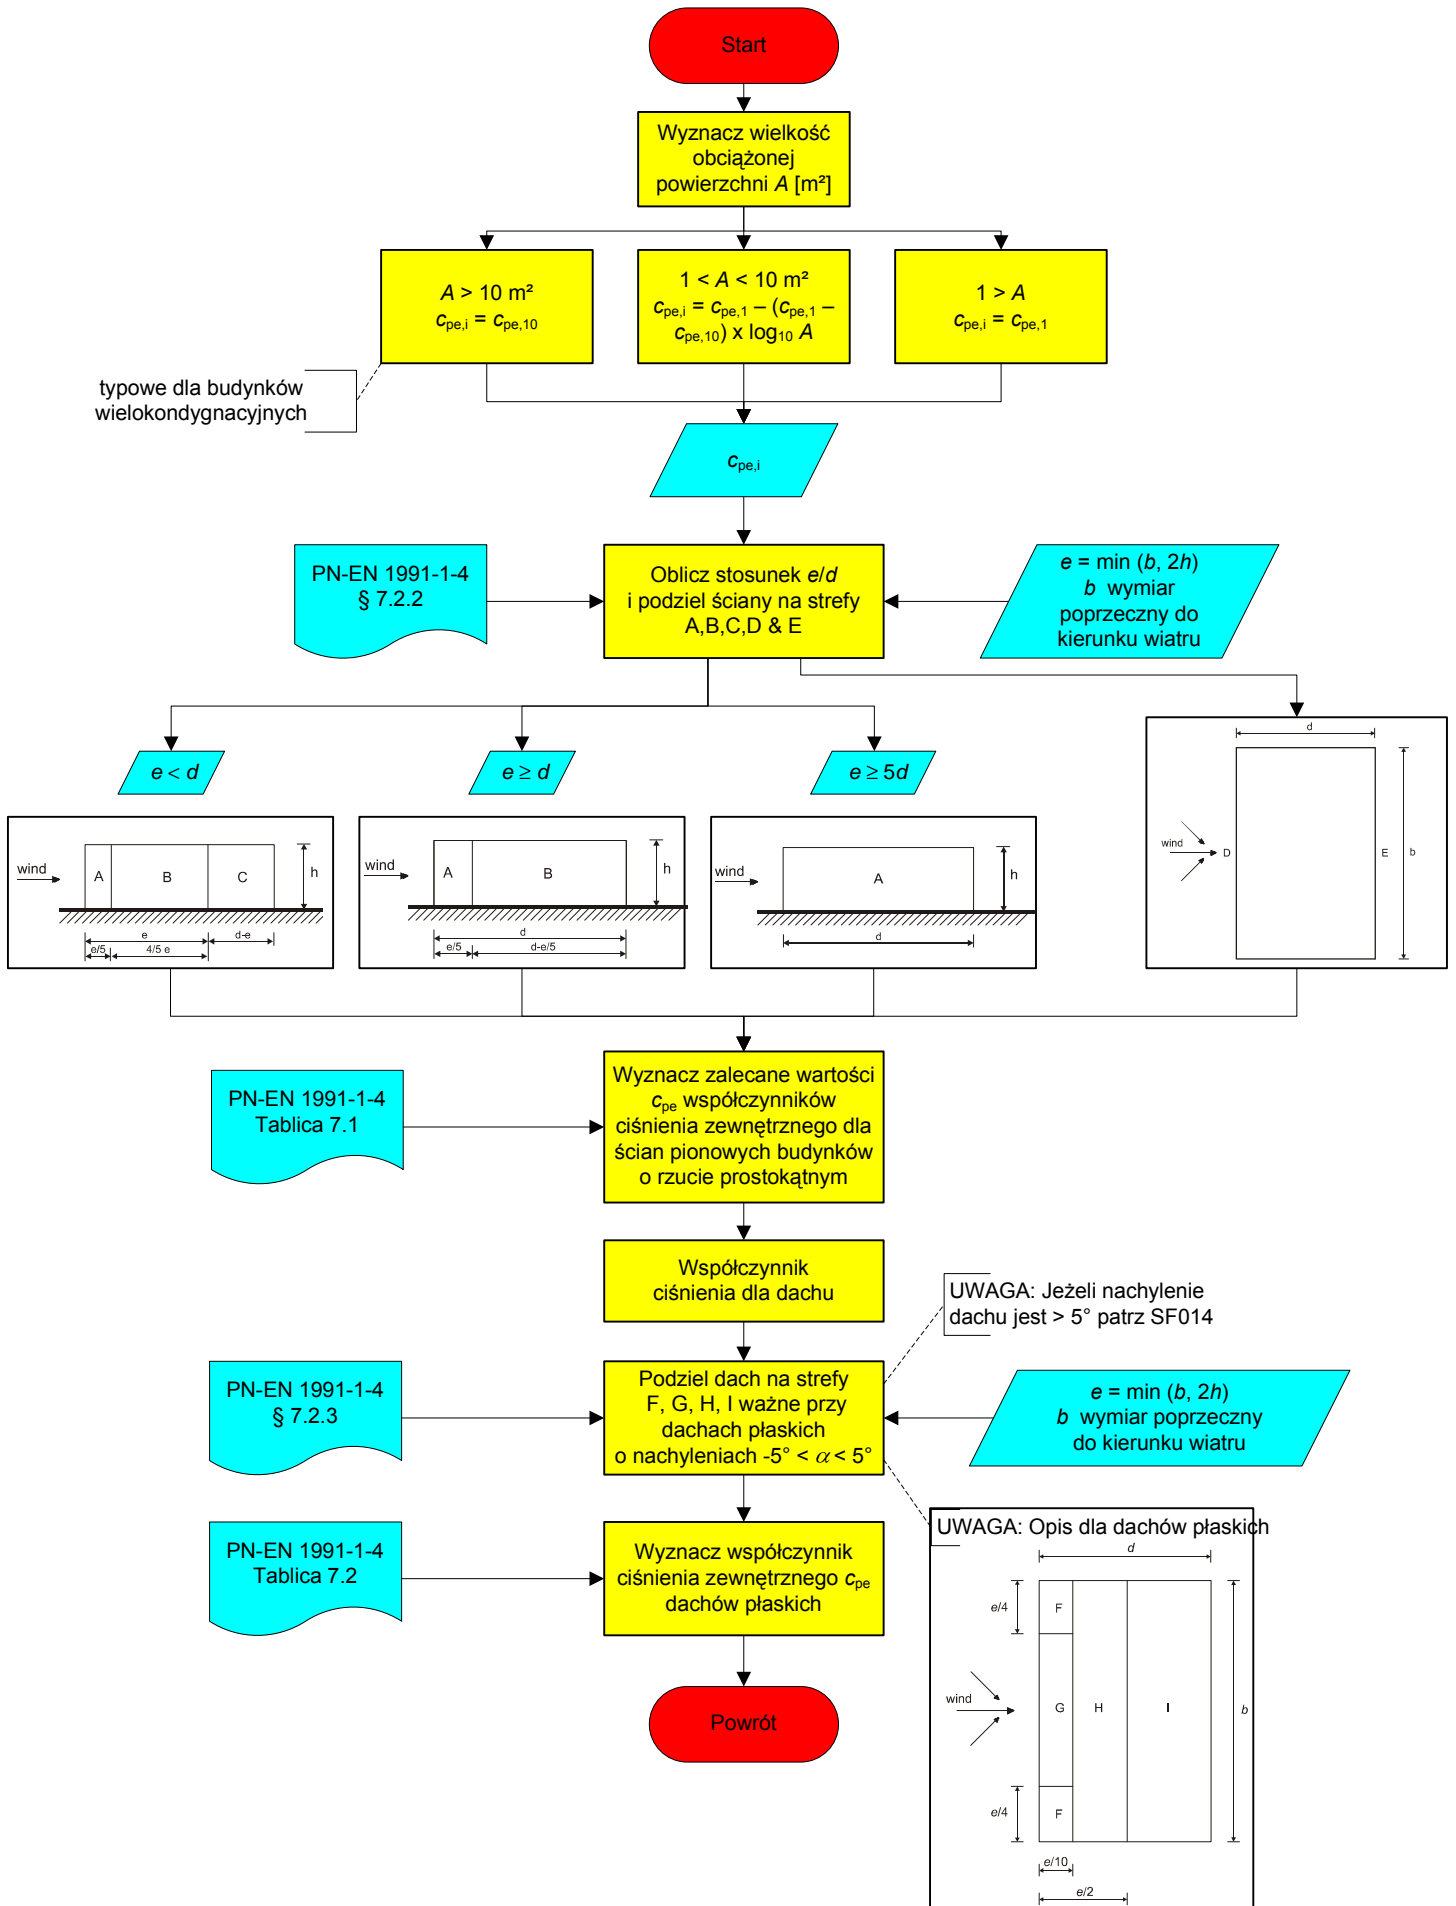 Start
Wyznacz wielkość
obciążonej
powierzchni A [m²]
A > 10 m²
cpe,i = cpe,10
1 < A < 10 m²
cpe,i = cpe,1 – (cpe,1 –
cpe,10) x log10 A
1 > A
cpe,i = cpe,1
typowe dla budynków
wielokondygnacyjnych
cpe,i
PN-EN 1991-1-4
§ 7.2.2
Oblicz stosunek e/d
i podziel ściany na strefy
A,B,C,D & E
e = min (b, 2h)
b wymiar
poprzeczny do
kierunku wiatru
e < d
e ≥ d
e ≥ 5d
wind
A
B
C
h
e
d-e
e/5
4/5 e
wind
A
B
h
d
e/5
d-e/5
wind
A
h
d
d
wind
D
E
b
Wyznacz zalecane wartości
cpe współczynników
ciśnienia zewnętrznego dla
ścian pionowych budynków
o rzucie prostokątnym
PN-EN 1991-1-4
Tablica 7.1
Współczynnik
ciśnienia dla dachu
UWAGA: Jeżeli nachylenie
dachu jest > 5° patrz SF014
PN-EN 1991-1-4
§ 7.2.3
Podziel dach na strefy
F, G, H, I ważne przy
dachach płaskich
o nachyleniach -5° < α < 5°
e = min (b, 2h)
b wymiar poprzeczny
do kierunku wiatru
PN-EN 1991-1-4
Tablica 7.2
Wyznacz współczynnik
ciśnienia zewnętrznego cpe
dachów płaskich
UWAGA: Opis dla dachów płaskich
d
e/4
F
wind
G
H
I
b
e/4
F
e/10
e/2
Powrót